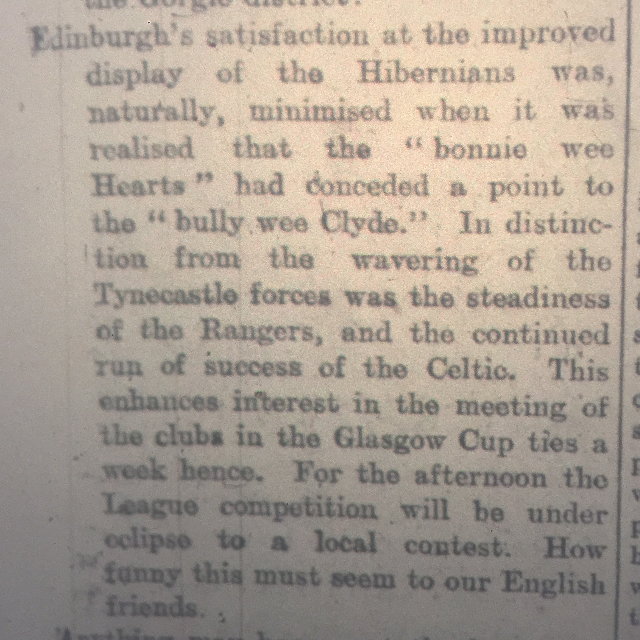 the Gorgie district.
Edinburgh's satisfaction at the improved
display of the Hibernians was,
naturally, minimised when it was
realised that the "bonnie wee
Hearts" had conceded a point to
the "bully wee Clyde." In distinc-
tion from the wavering of the
Tynecastle forces was the steadiness
of the Rangers, and the continued
run of success of the Celtic. This
enhances interest in the meeting of
the clubs in the Glasgow Cup ties a
week hence. For the afternoon the
League competition will be under
eclipse to a local contest. How
funny this must seem to our English
friends.